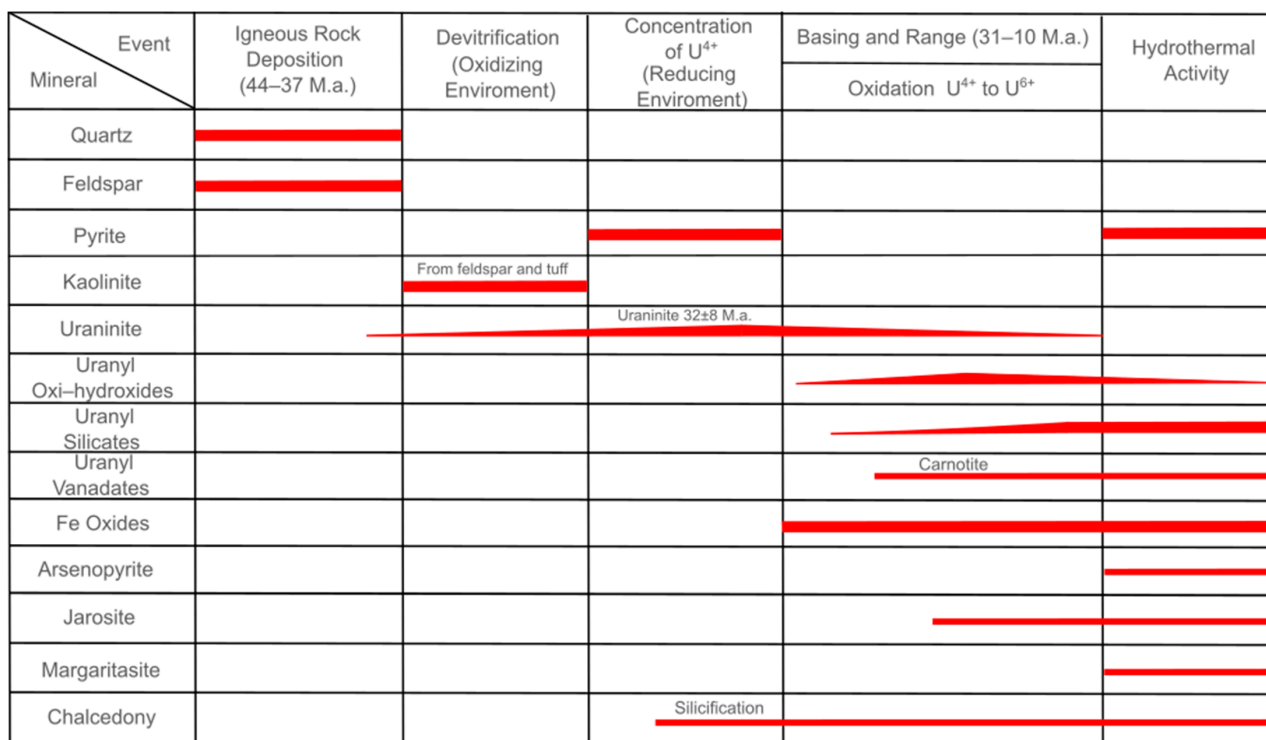 Event
Mineral
Igneous Rock
Deposition
(44–37 M.a.)
Devitrification
(Oxidizing
Enviroment)
Concentration
of U⁴⁺
(Reducing
Enviroment)
Basing and Range (31–10 M.a.)
Oxidation U⁴⁺ to U⁶⁺
Hydrothermal
Activity
Quartz
Feldspar
Pyrite
Kaolinite
From feldspar and tuff
Uraninite
Uraninite 32±8 M.a.
Uranyl
Oxi–hydroxides
Uranyl
Silicates
Uranyl
Vanadates
Carnotite
Fe Oxides
Arsenopyrite
Jarosite
Margaritasite
Chalcedony
Silicification